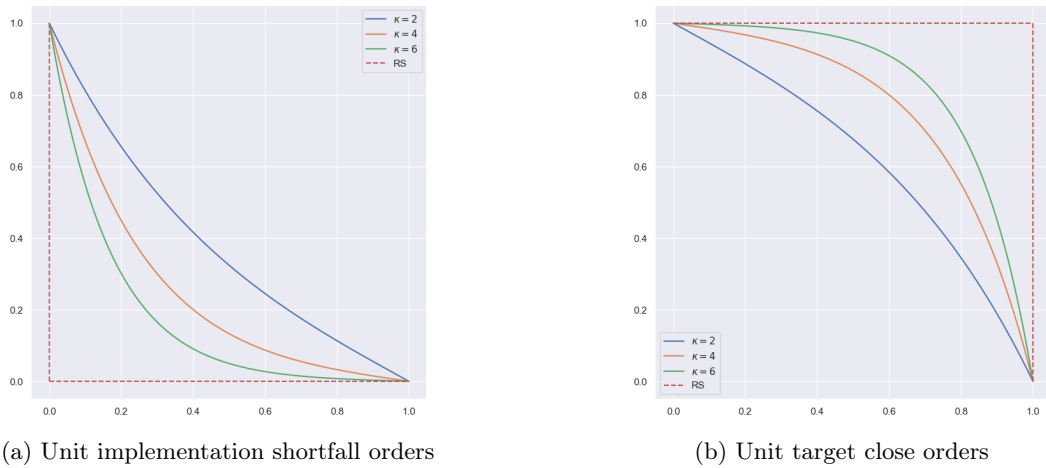 1.0
0.8
0.6
0.4
0.2
0.0
0.0 0.2 0.4 0.6 0.8 1.0
κ = 2
κ = 4
κ = 6
RS
(a) Unit implementation shortfall orders
1.0
0.8
0.6
0.4
0.2
0.0
0.0 0.2 0.4 0.6 0.8 1.0
κ = 2
κ = 4
κ = 6
RS
(b) Unit target close orders